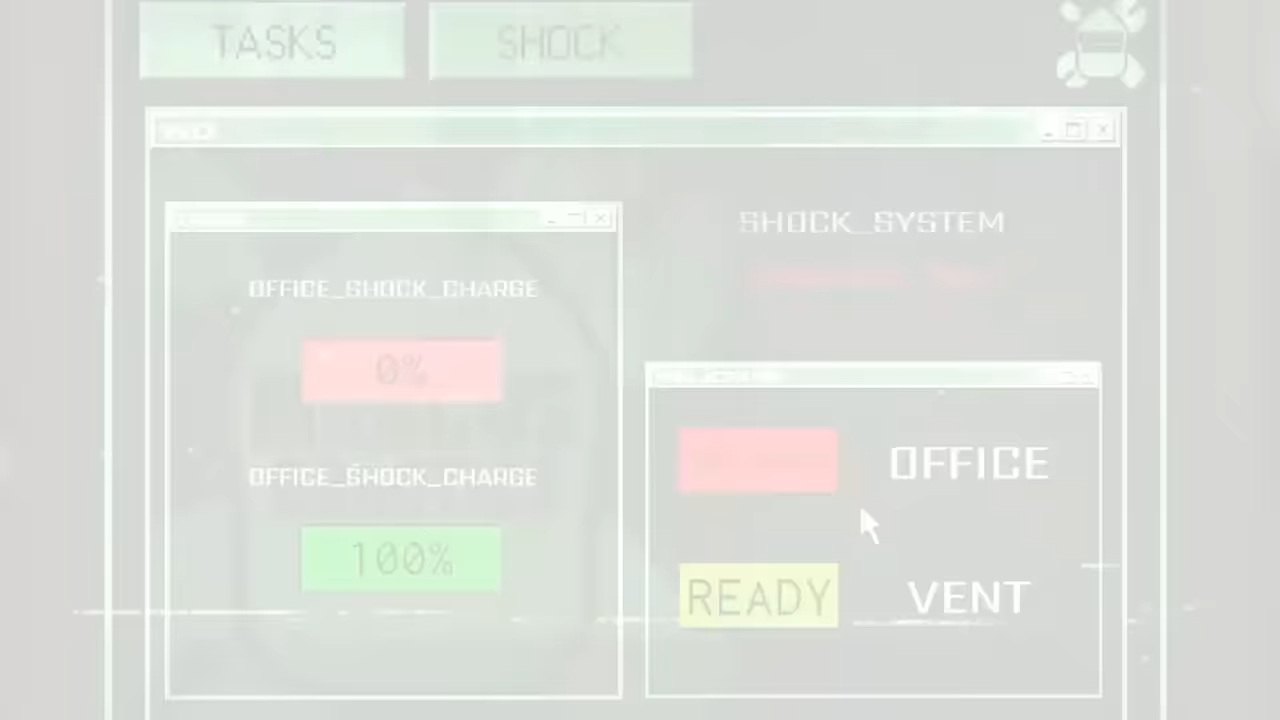 TASKS
SHOCK
SHOCK_SYSTEM
OFFICE_SHOCK_CHARGE
0%
OFFICE_SHOCK_CHARGE
100%
OFFICE
READY
VENT